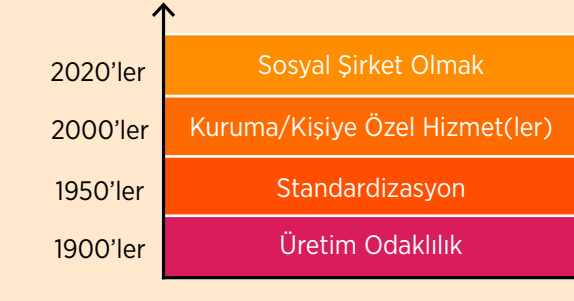 2020’ler Sosyal Şirket Olmak
2000’ler Kuruma/Kişiye Özel Hizmet(ler)
1950’ler Standardizasyon
1900’ler Üretim Odaklılık